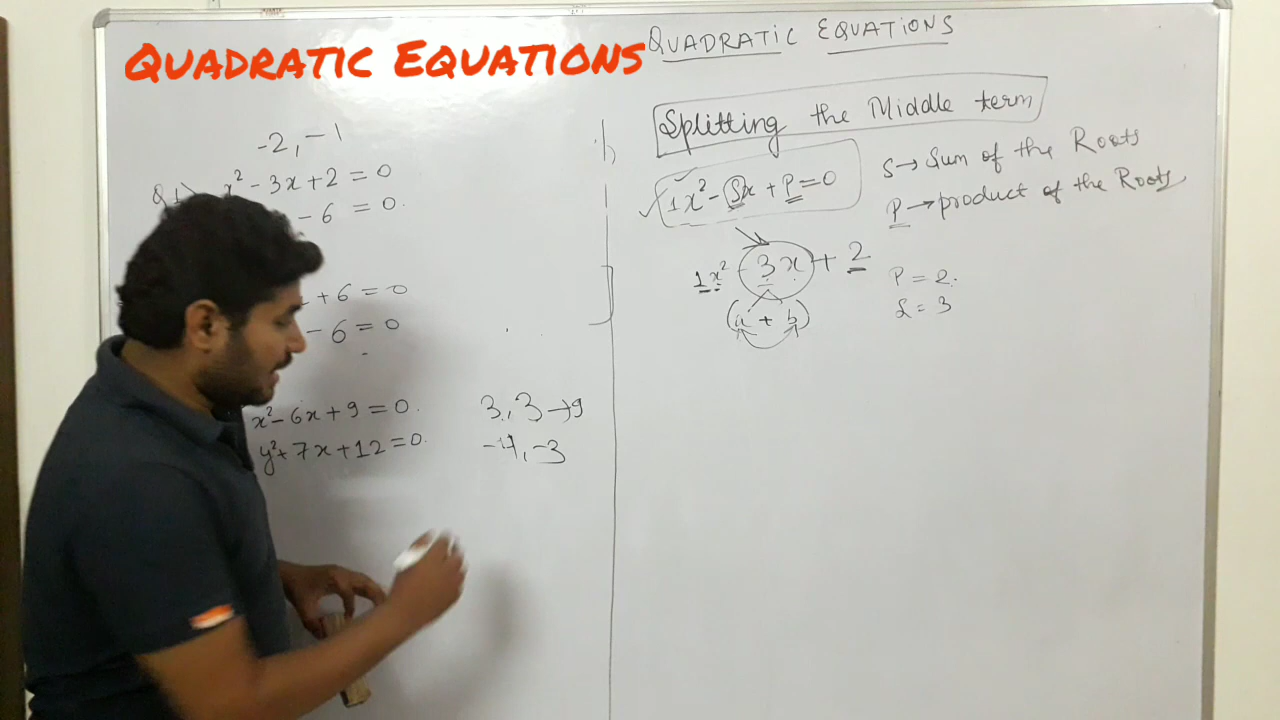 Quadratic Equations
QUADRATIC EQUATIONS
-2, -1
Q1) x² - 3x + 2 = 0
- 6 = 0.
+ 6 = 0
- 6 = 0
x² - 6x + 9 = 0.
y² + 7x + 12 = 0.
3, 3 → 9
-4, -3
Splitting the Middle term
1x² - Sx + P = 0
S → Sum of the Roots
P → product of the Roots
1x² - 3x + 2
(a + b)
P = 2.
S = 3